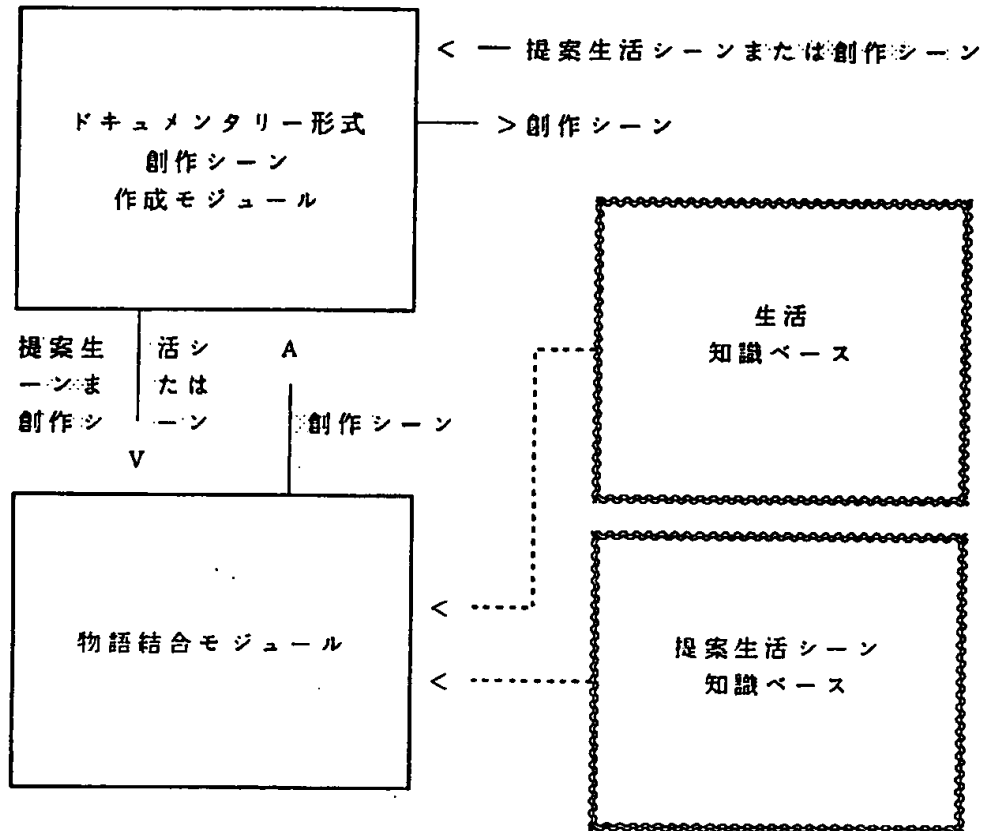 < ー 提案生活シーンまたは創作シーン
ドキュメンタリー形式
創作シーン
作成モジュール
> 創作シーン
生活
知識ベース
提案生 活シ
ーンま たは
創作シ ーン
A
創作シーン
V
<
物語結合モジュール
<
提案生活シーン
知識ベース